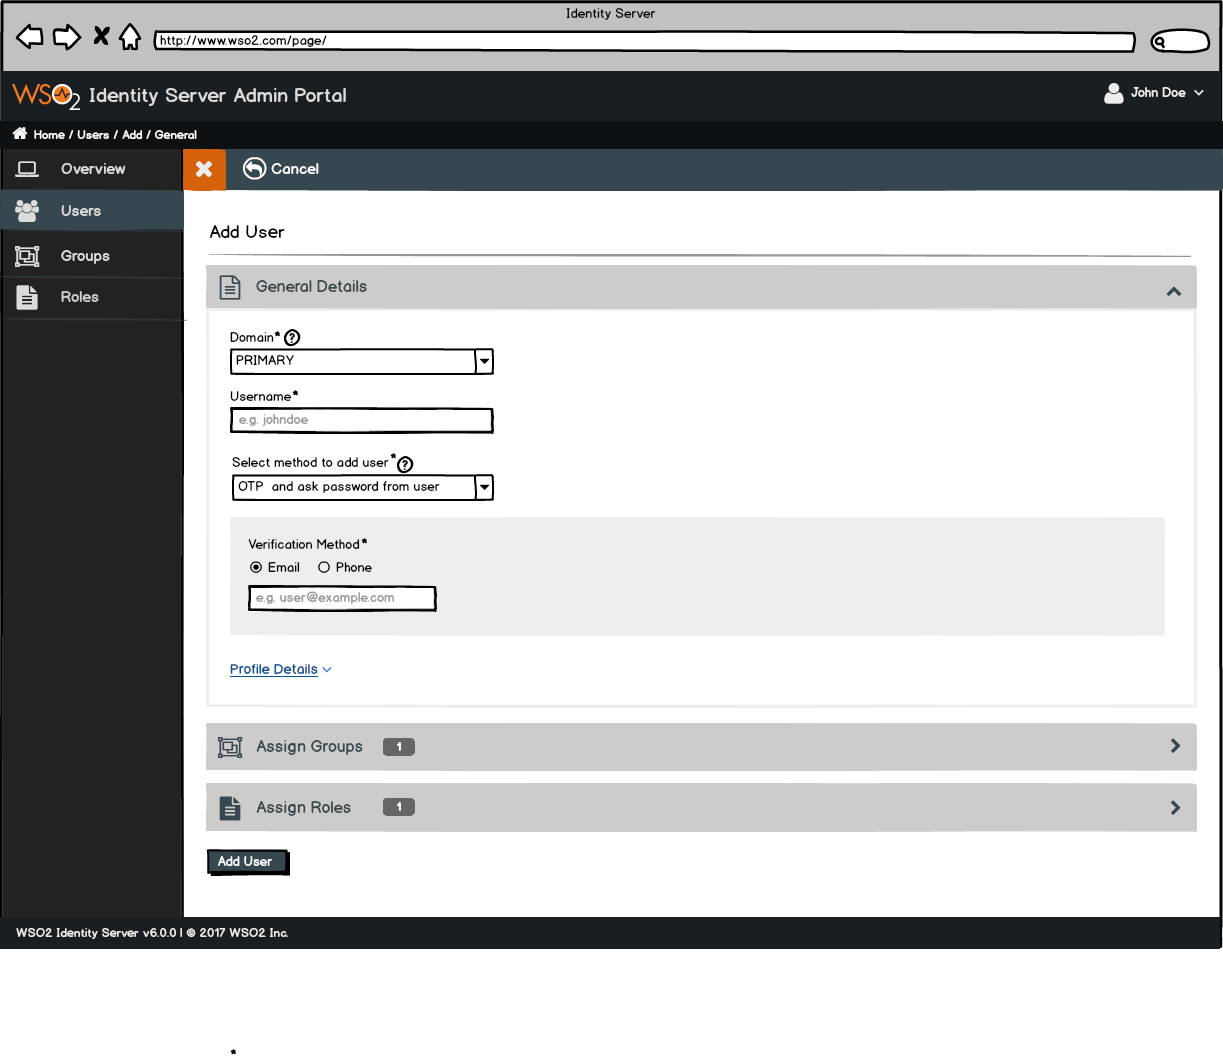 Identity Server
http://www.wso2.com/page/
WSO2 Identity Server Admin Portal
John Doe
Home / Users / Add / General
Overview
Cancel
Users
Add User
Groups
General Details
Roles
Domain* ?
PRIMARY
Username*
e.g. johndoe
Select method to add user * ?
OTP and ask password from user
Verification Method*
Email Phone
e.g. user@example.com
Profile Details
Assign Groups 1
Assign Roles 1
Add User
WSO2 Identity Server v6.0.0 | © 2017 WSO2 Inc.
*